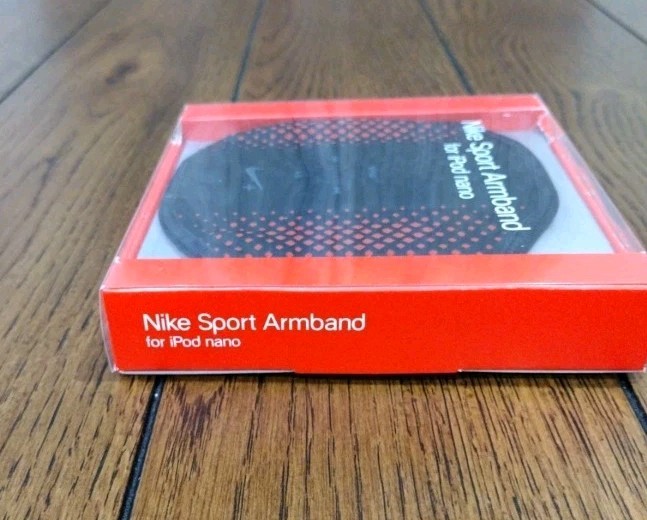 Nike Sport Armband
for iPod nano
Nike Sport Armband
for iPod nano